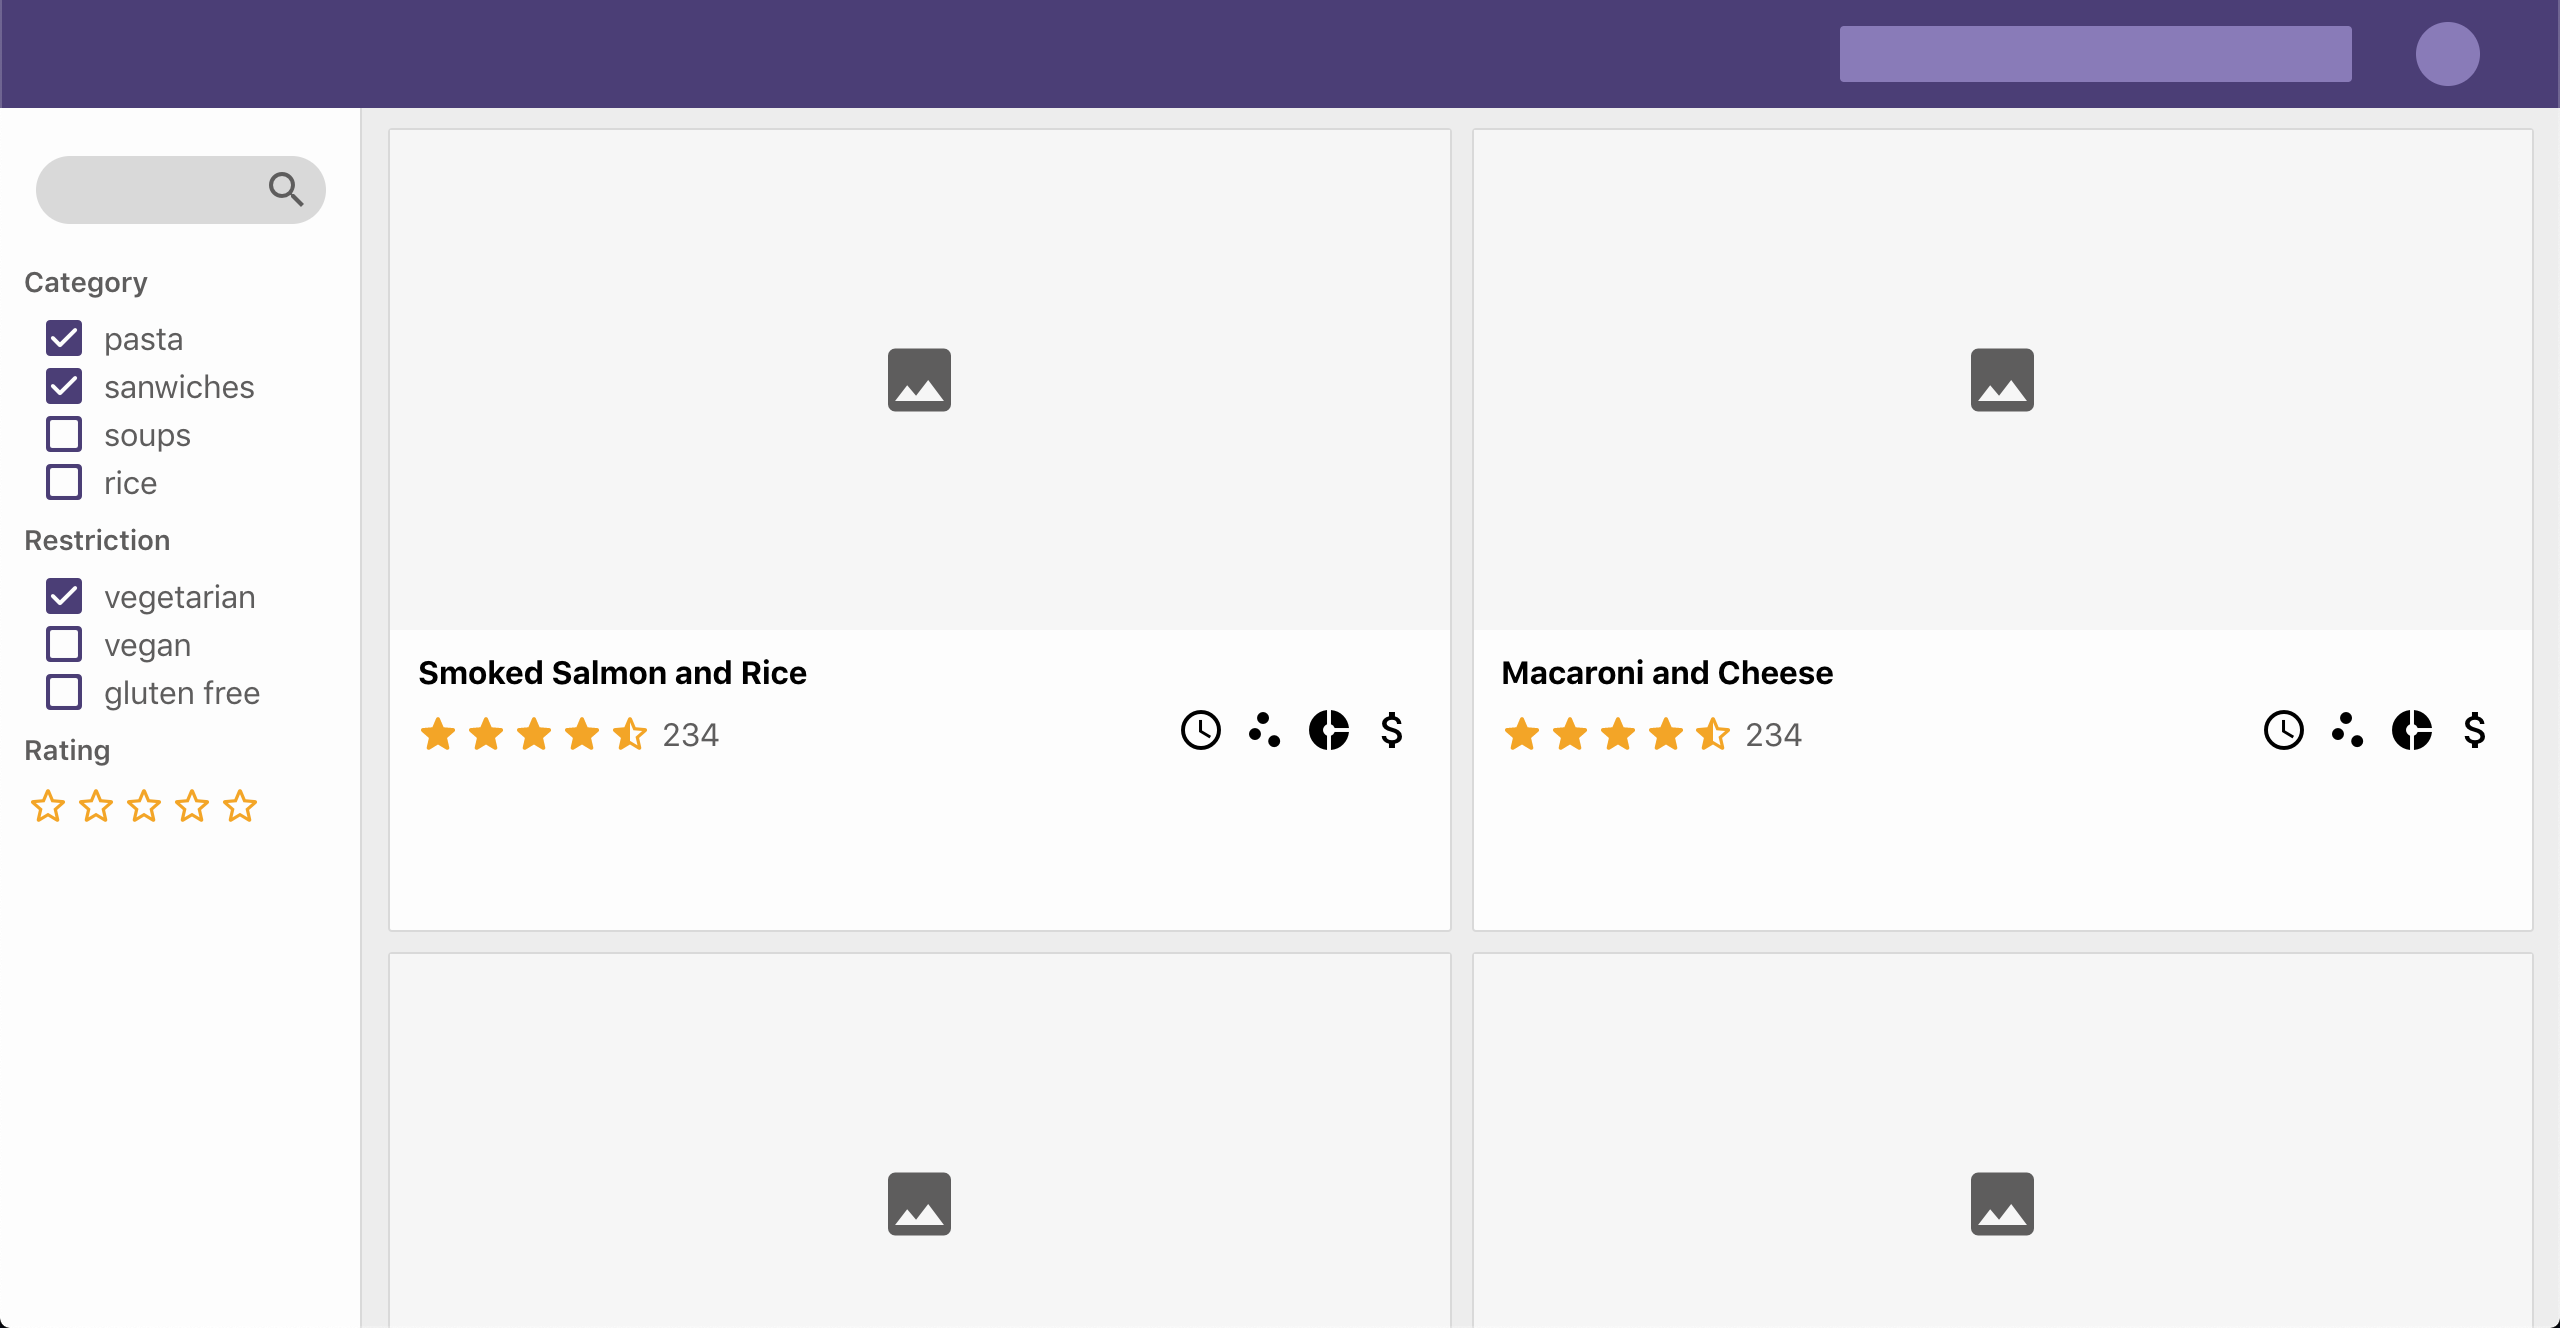 Category
pasta
sanwiches
soups
rice
Restriction
vegetarian
vegan
gluten free
Rating
Smoked Salmon and Rice
234
$
Macaroni and Cheese
234
$